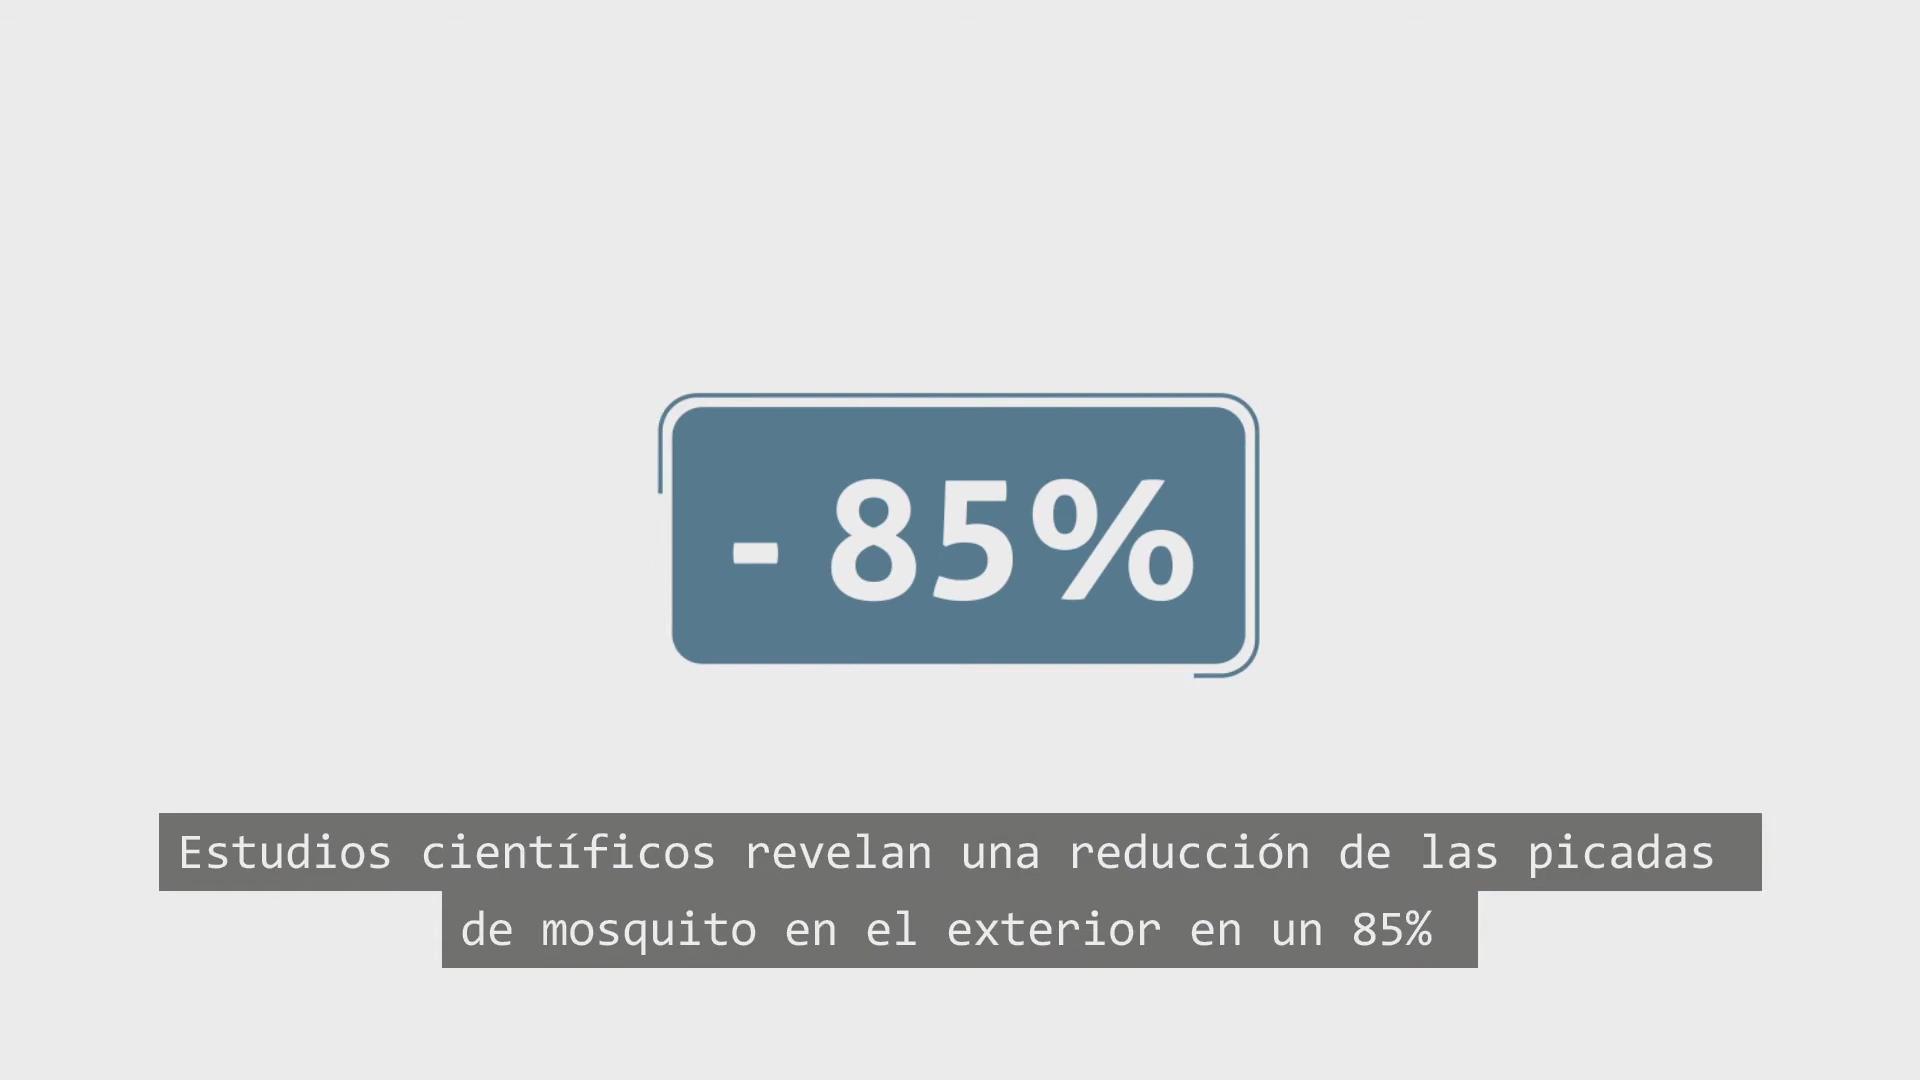 - 85%
Estudios científicos revelan una reducción de las picadas
de mosquito en el exterior en un 85%